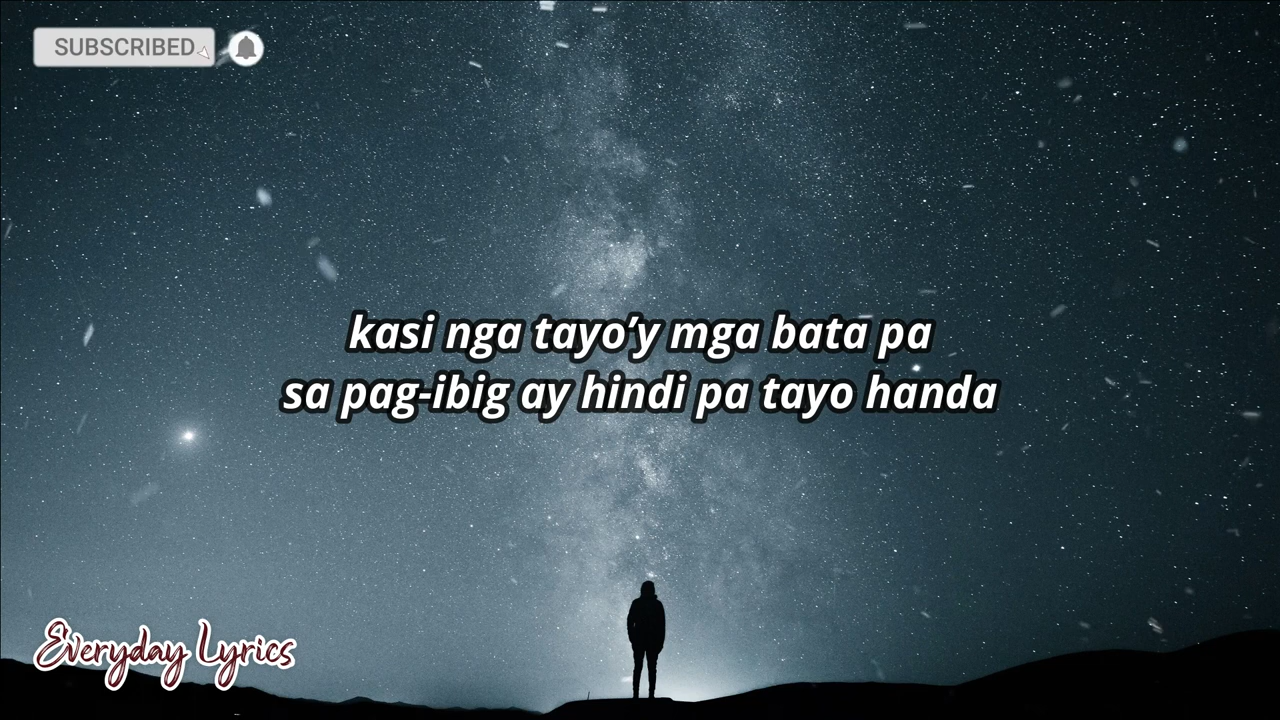 SUBSCRIBED
kasi nga tayo’y mga bata pa
sa pag-ibig ay hindi pa tayo handa
Everyday Lyrics